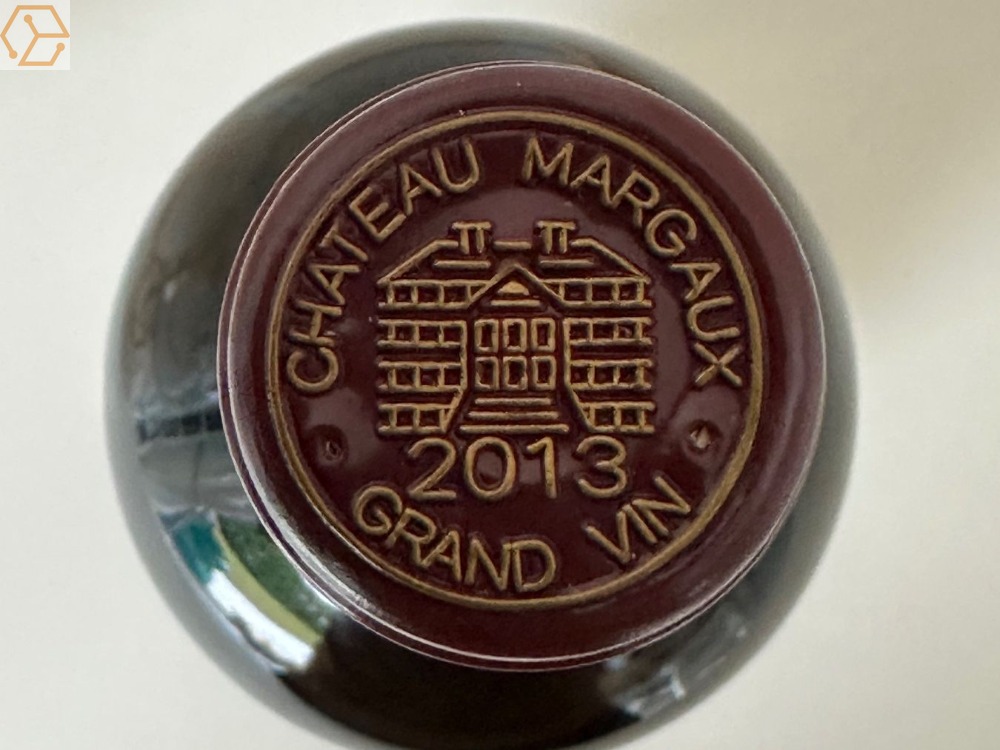 CHATEAU MARGAUX
2013
GRAND VIN